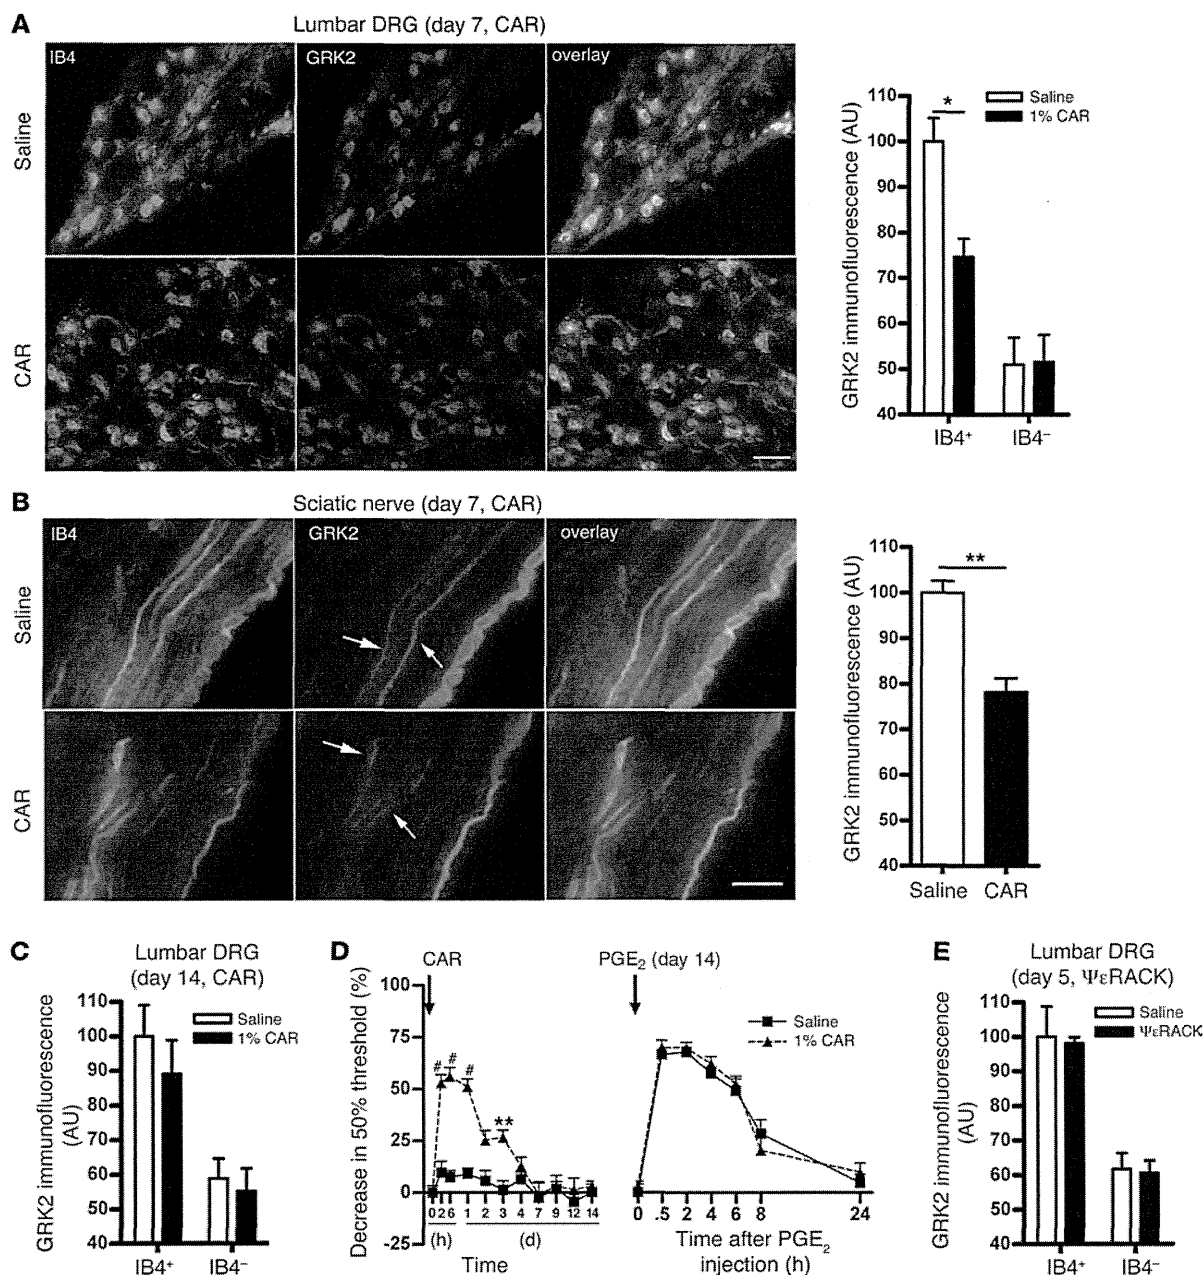 A
Lumbar DRG (day 7, CAR)
IB4
GRK2
overlay
Saline
CAR
GRK2 immunofluorescence (AU)
110
100
90
80
70
60
50
40
*
Saline
1% CAR
IB4⁺
IB4⁻
B
Sciatic nerve (day 7, CAR)
IB4
GRK2
overlay
Saline
CAR
GRK2 immunofluorescence (AU)
110
100
90
80
70
60
50
40
**
Saline
CAR
C
Lumbar DRG
(day 14, CAR)
GRK2 immunofluorescence
(AU)
110
100
90
80
70
60
50
40
Saline
1% CAR
IB4⁺
IB4⁻
D
CAR
PGE₂ (day 14)
Decrease in 50% threshold (%)
100
75
50
25
0
-25
# # #
**
Saline
1% CAR
0 2 6 1 2 3 4 7 9 12 14
(h)
(d)
Time
0 .5 2 4 6 8 24
Time after PGE₂
injection (h)
E
Lumbar DRG
(day 5, ΨεRACK)
GRK2 immunofluorescence
(AU)
110
100
90
80
70
60
50
40
Saline
ΨεRACK
IB4⁺
IB4⁻